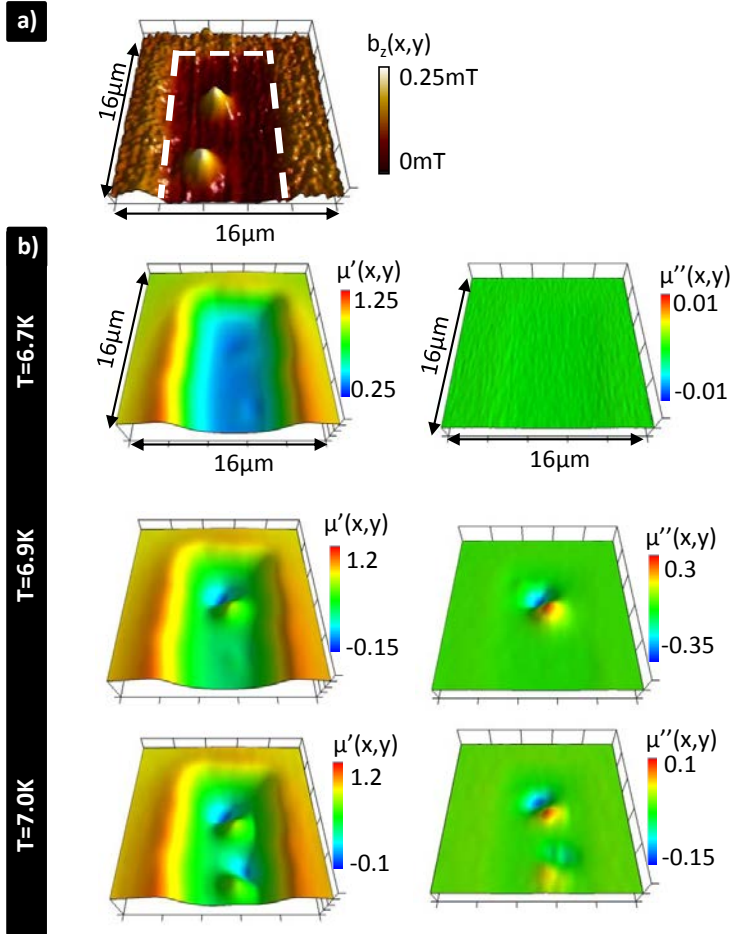 a)
b_z(x,y)
0.25mT
0mT
16μm
16μm
b)
T=6.7K
μ'(x,y)
1.25
0.25
16μm
16μm
μ''(x,y)
0.01
-0.01
16μm
16μm
T=6.9K
μ'(x,y)
1.2
-0.15
μ''(x,y)
0.3
-0.35
T=7.0K
μ'(x,y)
1.2
-0.1
μ''(x,y)
0.1
-0.15